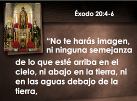 Éxodo 20:4-6
“No te harás imagen,
ni ninguna semejanza
de lo que esté arriba en el
cielo, ni abajo en la tierra, ni
en las aguas debajo de la
tierra,